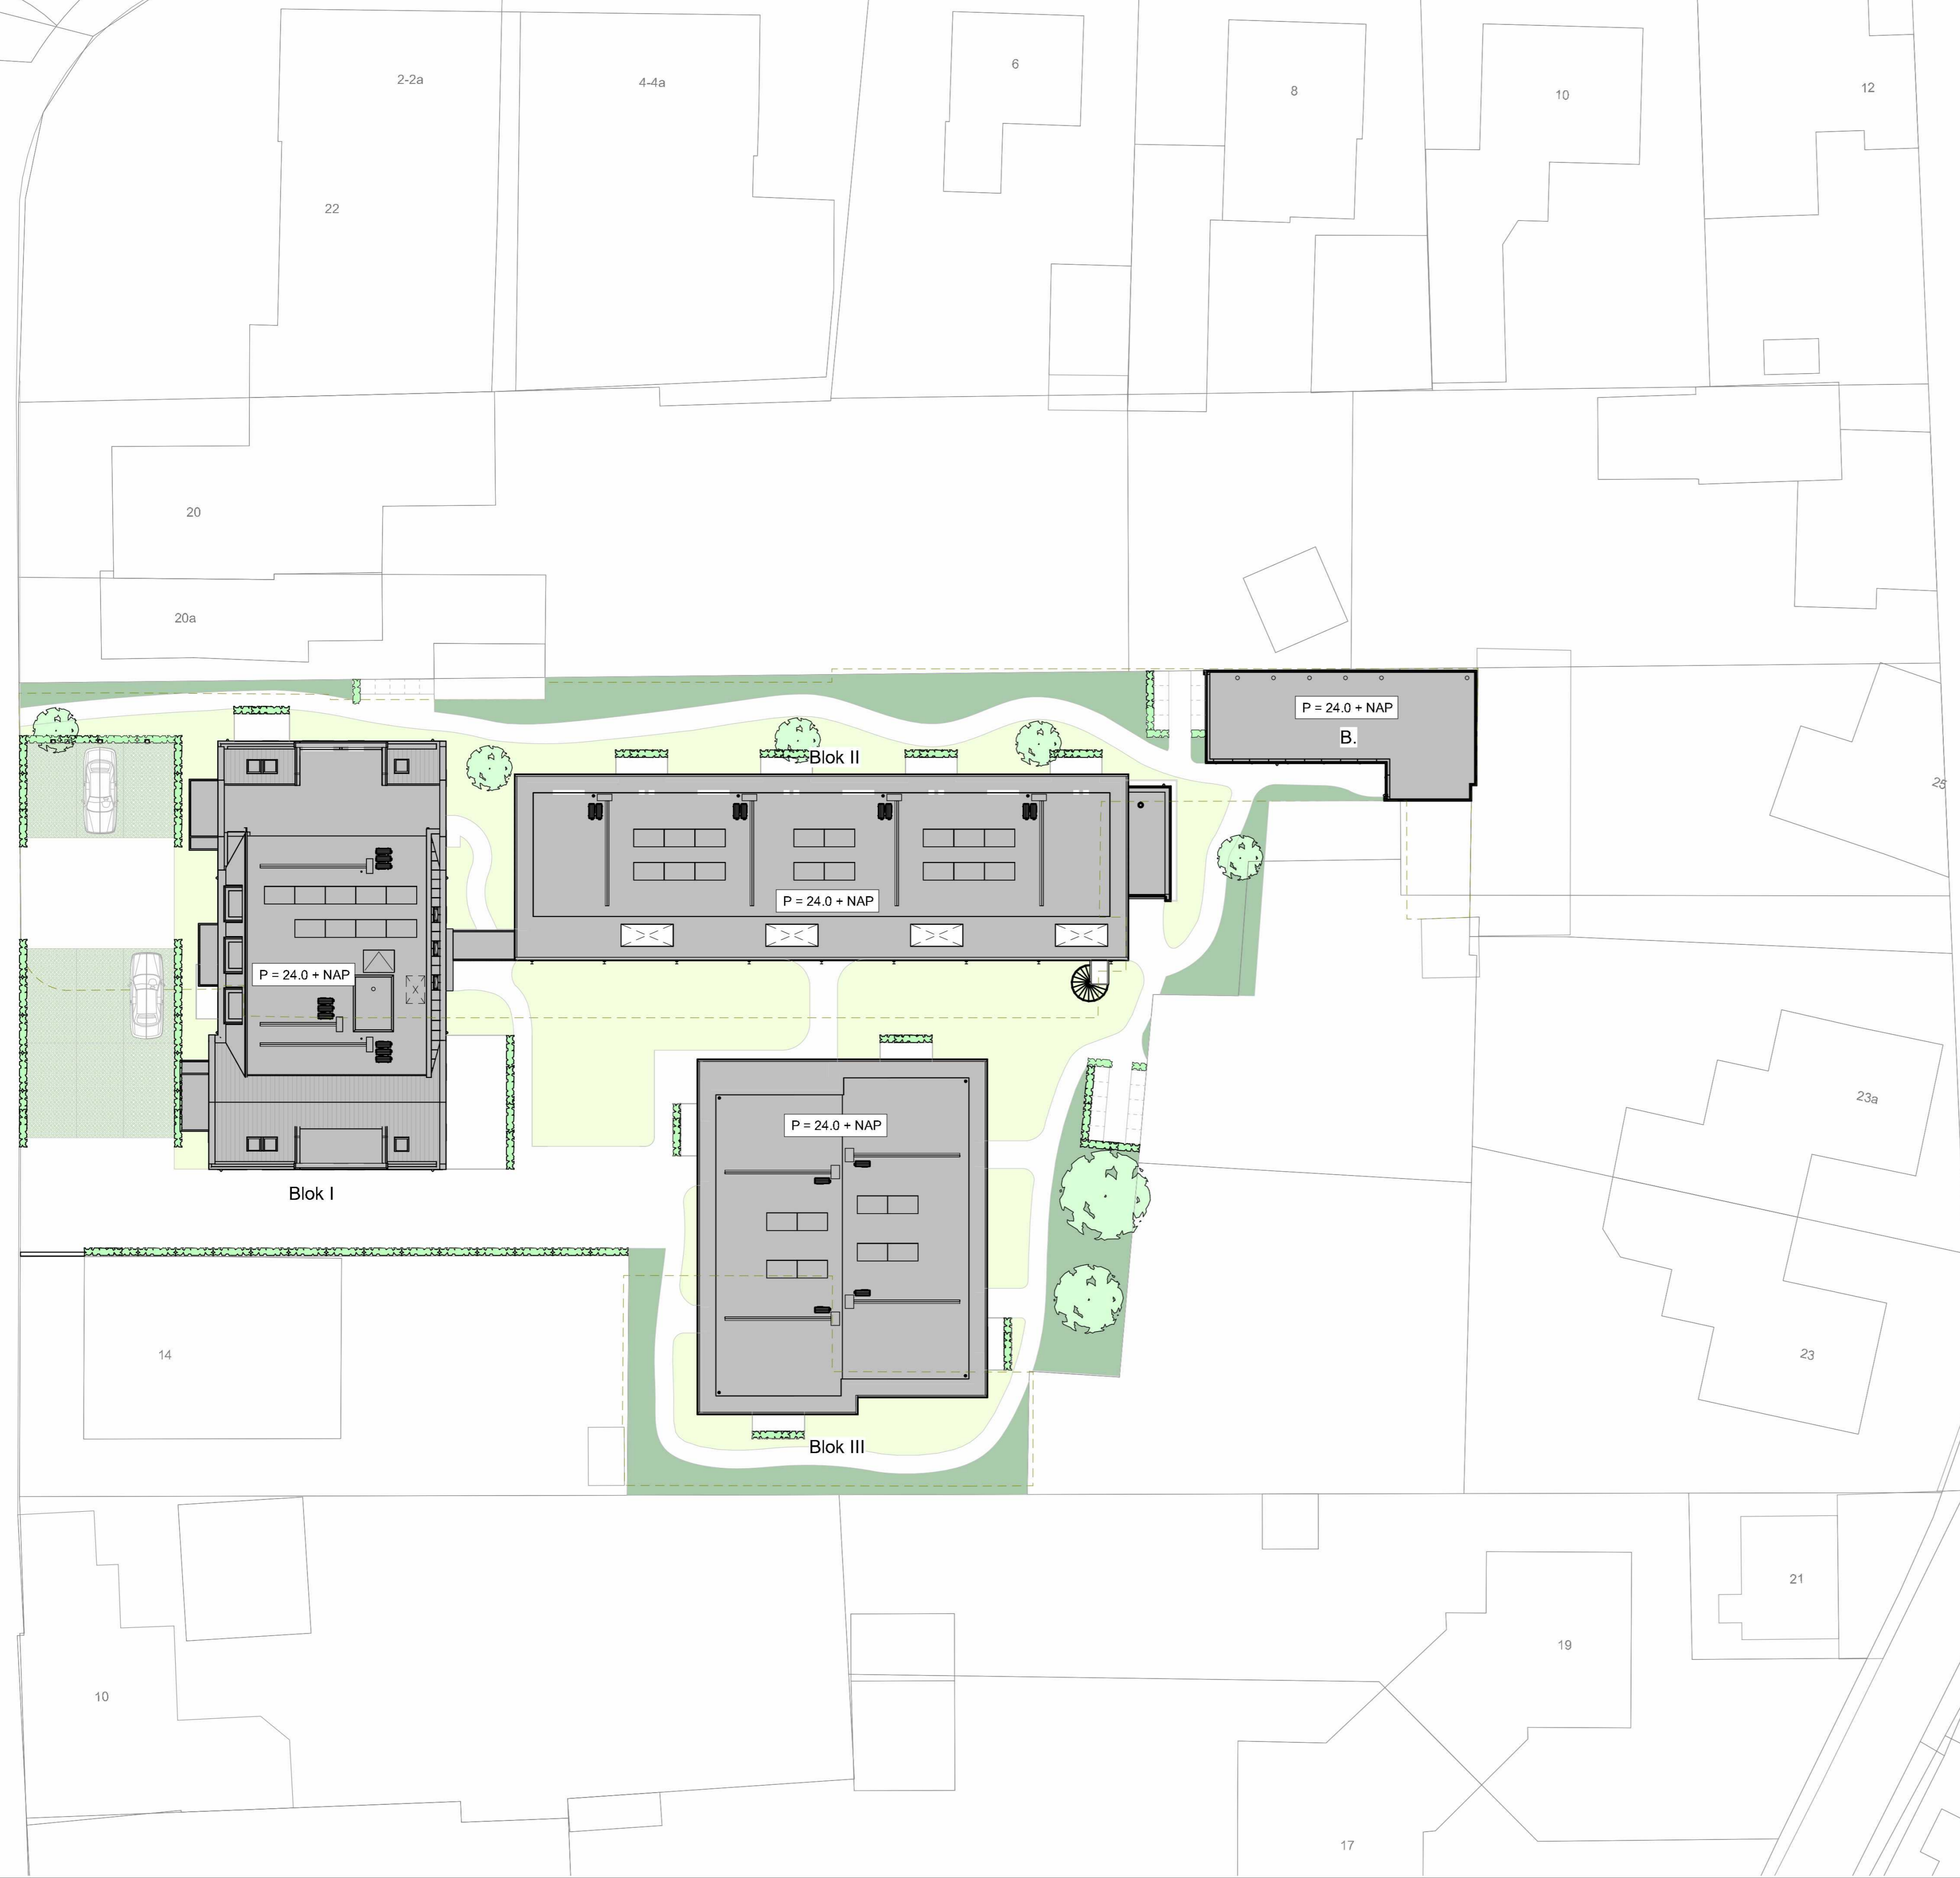 6
2-2a
4-4a
12
8
10
22
20
20a
P = 24.0 + NAP
B.
Blok II
25
P = 24.0 + NAP
P = 24.0 + NAP
X
23a
P = 24.0 + NAP
Blok I
23
14
Blok III
21
19
10
17